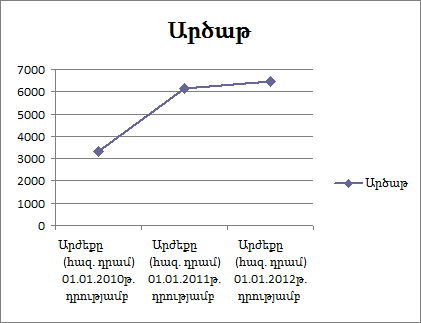 Արծաթ
7000
6000
5000
4000
3000
2000
1000
0
Արժեքը
(հազ. դրամ)
01.01.2010թ.
դրությամբ
Արժեքը
(հազ. դրամ)
01.01.2011թ.
դրությամբ
Արժեքը
(հազ. դրամ)
01.01.2012թ.
դրությամբ
Արծաթ